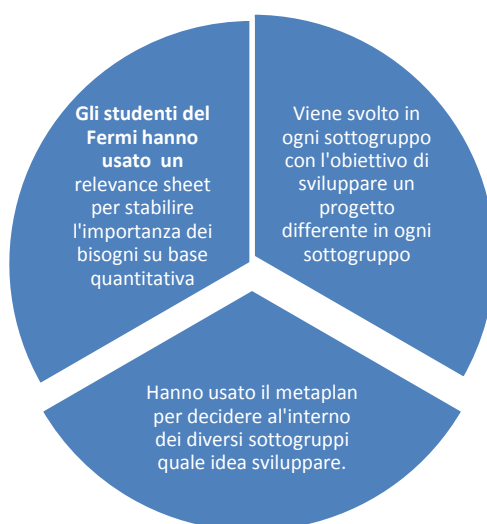 Gli studenti del
Fermi hanno
usato un
relevance sheet
per stabilire
l'importanza dei
bisogni su base
quantitativa
Viene svolto in
ogni sottogruppo
con l'obiettivo di
sviluppare un
progetto
differente in ogni
sottogruppo
Hanno usato il metaplan
per decidere al'interno
dei diversi sottogruppi
quale idea sviluppare.